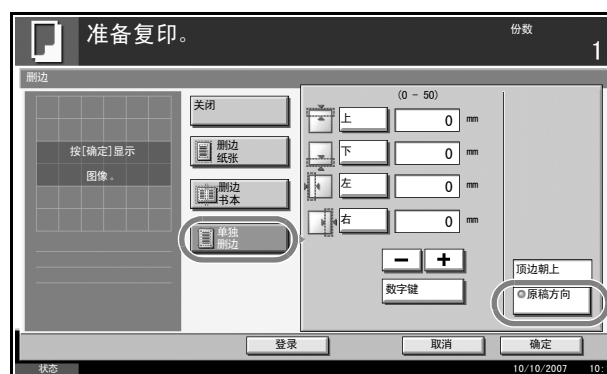 准备复印。
份数
1
删边
按[确定]显示
图像。
关闭
删边
纸张
删边
书本
单独
删边
(0 - 50)
上 0 mm
下 0 mm
左 0 mm
右 0 mm
− +
数字键
顶边朝上
原稿方向
登录 取消 确定
状态 10/10/2007 10: